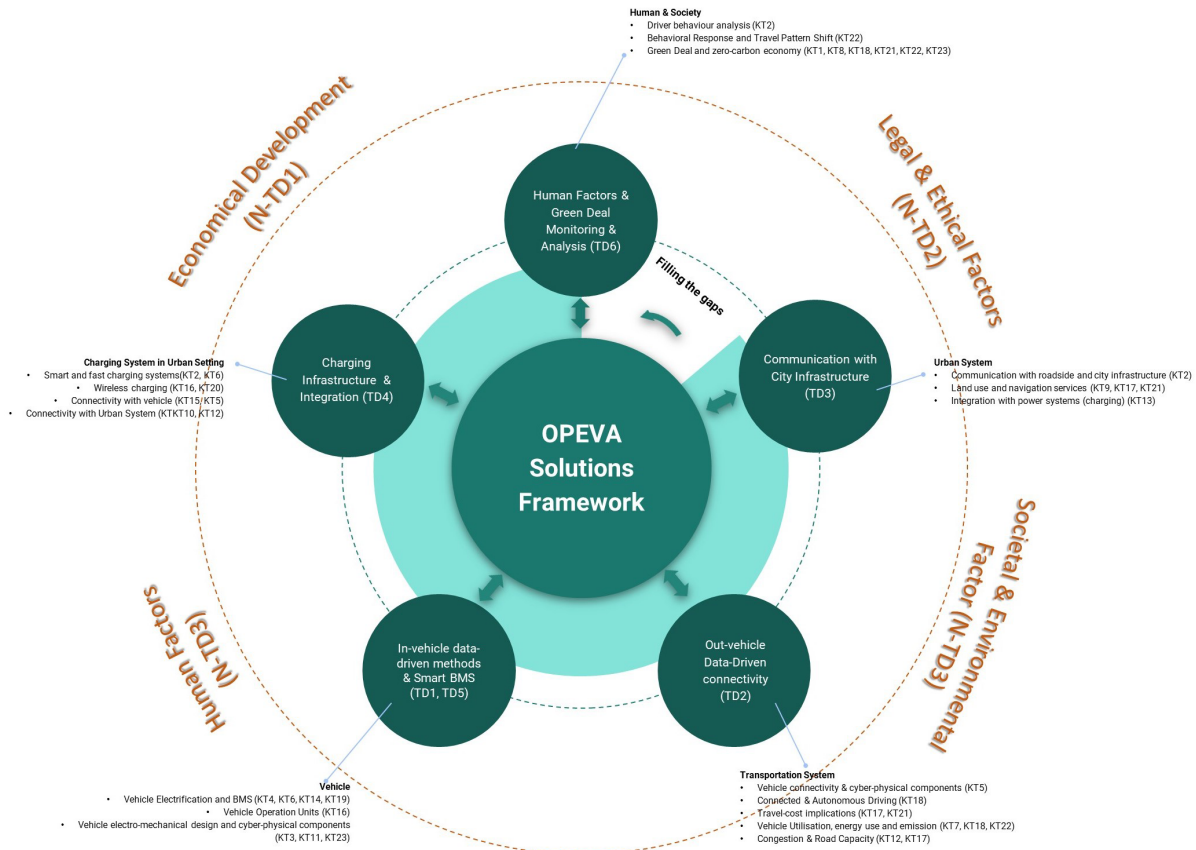 Human & Society
• Driver behaviour analysis (KT2)
• Behavioral Response and Travel Pattern Shift (KT22)
• Green Deal and zero-carbon economy (KT1, KT8, KT18, KT21, KT22, KT23)
Economical Development
(N-TD1)
Legal & Ethical Factors
(N-TD2)
Human Factors &
Green Deal
Monitoring &
Analysis (TD6)
Filling the gaps
Charging
Infrastructure &
Integration (TD4)
Communication with
City Infrastructure
(TD3)
Charging System in Urban Setting
• Smart and fast charging systems(KT2, KT6)
• Wireless charging (KT16, KT20)
• Connectivity with vehicle (KT15, KT5)
• Connectivity with Urban System (KTKT10, KT12)
Urban System
• Communication with roadside and city infrastructure (KT2)
• Land use and navigation services (KT9, KT17, KT21)
• Integration with power systems (charging) (KT13)
OPEVA
Solutions
Framework
Human Factors
(N-TD3)
Societal & Environmental
Factor (N-TD3)
In-vehicle data-
driven methods
& Smart BMS
(TD1, TD5)
Out-vehicle
Data-Driven
connectivity
(TD2)
Vehicle
• Vehicle Electrification and BMS (KT4, KT6, KT14, KT19)
• Vehicle Operation Units (KT16)
• Vehicle electro-mechanical design and cyber-physical components
(KT3, KT11, KT23)
Transportation System
• Vehicle connectivity & cyber-physical components (KT5)
• Connected & Autonomous Driving (KT18)
• Travel-cost implications (KT17, KT21)
• Vehicle Utilisation, energy use and emission (KT7, KT18, KT22)
• Congestion & Road Capacity (KT12, KT17)